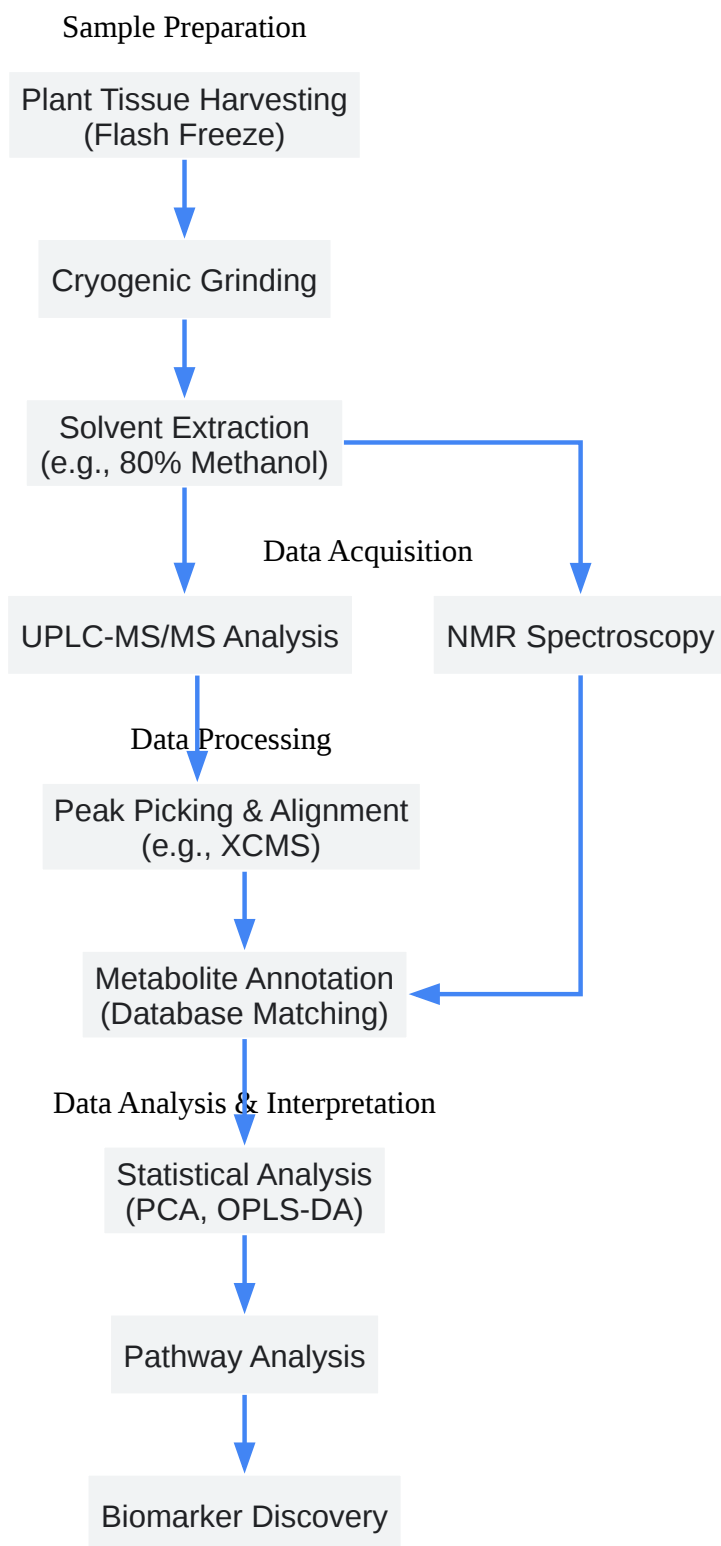 Sample Preparation
Plant Tissue Harvesting
(Flash Freeze)
Cryogenic Grinding
Solvent Extraction
(e.g., 80% Methanol)
Data Acquisition
UPLC-MS/MS Analysis
NMR Spectroscopy
Data Processing
Peak Picking & Alignment
(e.g., XCMS)
Metabolite Annotation
(Database Matching)
Data Analysis & Interpretation
Statistical Analysis
(PCA, OPLS-DA)
Pathway Analysis
Biomarker Discovery